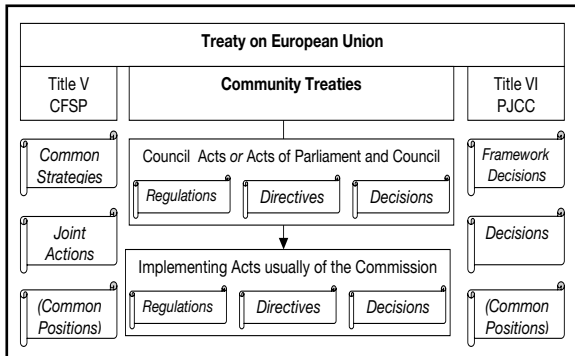 Treaty on European Union
Title V
CFSP
Community Treaties
Title VI
PJCC
Common
Strategies
Joint
Actions
(Common
Positions)
Council Acts or Acts of Parliament and Council
Regulations
Directives
Decisions
Implementing Acts usually of the Commission
Regulations
Directives
Decisions
Framework
Decisions
Decisions
(Common
Positions)